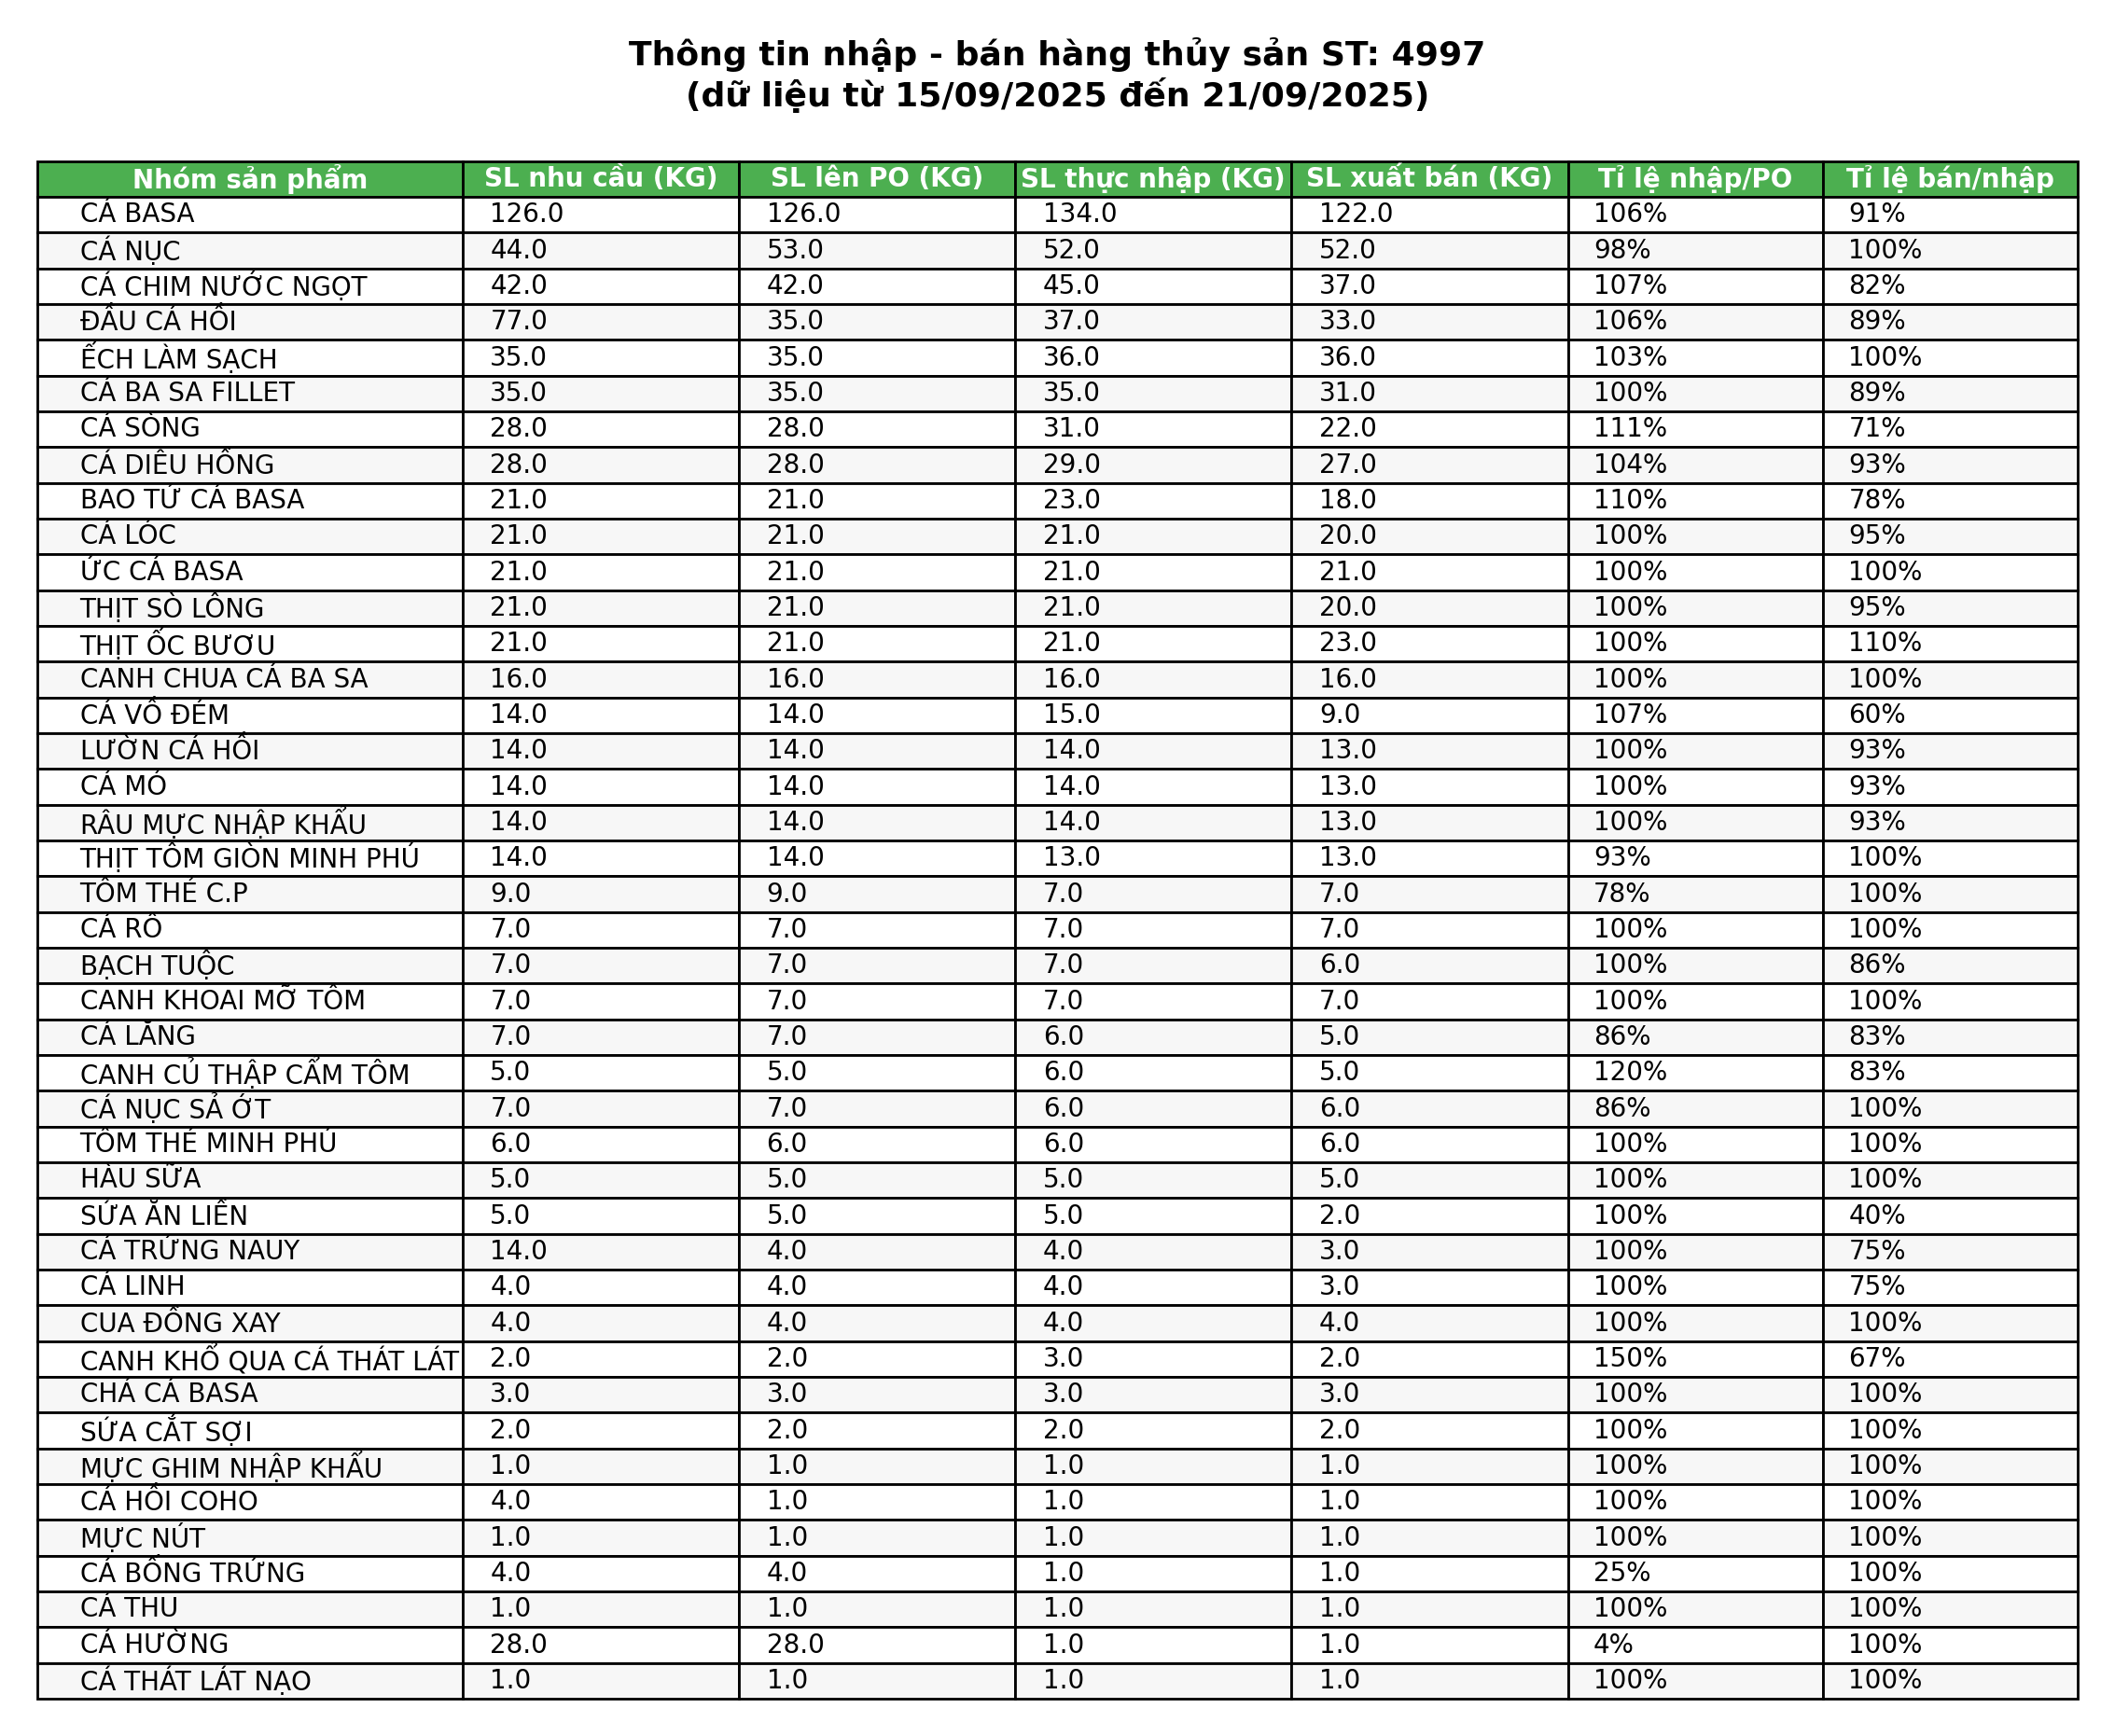 Thông tin nhập - bán hàng thủy sản ST: 4997
(dữ liệu từ 15/09/2025 đến 21/09/2025)
Nhóm sản phẩm SL nhu cầu (KG) SL lên PO (KG) SL thực nhập (KG) SL xuất bán (KG) Tỉ lệ nhập/PO Tỉ lệ bán/nhập
CÁ BASA 126.0 126.0 134.0 122.0 106% 91%
CÁ NỤC 44.0 53.0 52.0 52.0 98% 100%
CÁ CHIM NƯỚC NGỌT 42.0 42.0 45.0 37.0 107% 82%
ĐẦU CÁ HỒI 77.0 35.0 37.0 33.0 106% 89%
ẾCH LÀM SẠCH 35.0 35.0 36.0 36.0 103% 100%
CÁ BA SA FILLET 35.0 35.0 35.0 31.0 100% 89%
CÁ SÒNG 28.0 28.0 31.0 22.0 111% 71%
CÁ DIÊU HỒNG 28.0 28.0 29.0 27.0 104% 93%
BAO TỬ CÁ BASA 21.0 21.0 23.0 18.0 110% 78%
CÁ LÓC 21.0 21.0 21.0 20.0 100% 95%
ỨC CÁ BASA 21.0 21.0 21.0 21.0 100% 100%
THỊT SÒ LÔNG 21.0 21.0 21.0 20.0 100% 95%
THỊT ỐC BƯƠU 21.0 21.0 21.0 23.0 100% 110%
CANH CHUA CÁ BA SA 16.0 16.0 16.0 16.0 100% 100%
CÁ VỒ ĐÉM 14.0 14.0 15.0 9.0 107% 60%
LƯỜN CÁ HỒI 14.0 14.0 14.0 13.0 100% 93%
CÁ MÓ 14.0 14.0 14.0 13.0 100% 93%
RÂU MỰC NHẬP KHẨU 14.0 14.0 14.0 13.0 100% 93%
THỊT TÔM GIÒN MINH PHÚ 14.0 14.0 13.0 13.0 93% 100%
TÔM THẺ C.P 9.0 9.0 7.0 7.0 78% 100%
CÁ RÔ 7.0 7.0 7.0 7.0 100% 100%
BẠCH TUỘC 7.0 7.0 7.0 6.0 100% 86%
CANH KHOAI MỠ TÔM 7.0 7.0 7.0 7.0 100% 100%
CÁ LĂNG 7.0 7.0 6.0 5.0 86% 83%
CANH CỦ THẬP CẨM TÔM 5.0 5.0 6.0 5.0 120% 83%
CÁ NỤC SẢ ỚT 7.0 7.0 6.0 6.0 86% 100%
TÔM THẺ MINH PHÚ 6.0 6.0 6.0 6.0 100% 100%
HÀU SỮA 5.0 5.0 5.0 5.0 100% 100%
SỨA ĂN LIỀN 5.0 5.0 5.0 2.0 100% 40%
CÁ TRỨNG NAUY 14.0 4.0 4.0 3.0 100% 75%
CÁ LINH 4.0 4.0 4.0 3.0 100% 75%
CUA ĐỒNG XAY 4.0 4.0 4.0 4.0 100% 100%
CANH KHỔ QUA CÁ THÁT LÁT 2.0 2.0 3.0 2.0 150% 67%
CHẢ CÁ BASA 3.0 3.0 3.0 3.0 100% 100%
SỨA CẮT SỢI 2.0 2.0 2.0 2.0 100% 100%
MỰC GHIM NHẬP KHẨU 1.0 1.0 1.0 1.0 100% 100%
CÁ HỒI COHO 4.0 1.0 1.0 1.0 100% 100%
MỰC NÚT 1.0 1.0 1.0 1.0 100% 100%
CÁ BỐNG TRỨNG 4.0 4.0 1.0 1.0 25% 100%
CÁ THU 1.0 1.0 1.0 1.0 100% 100%
CÁ HƯỜNG 28.0 28.0 1.0 1.0 4% 100%
CÁ THÁT LÁT NẠO 1.0 1.0 1.0 1.0 100% 100%